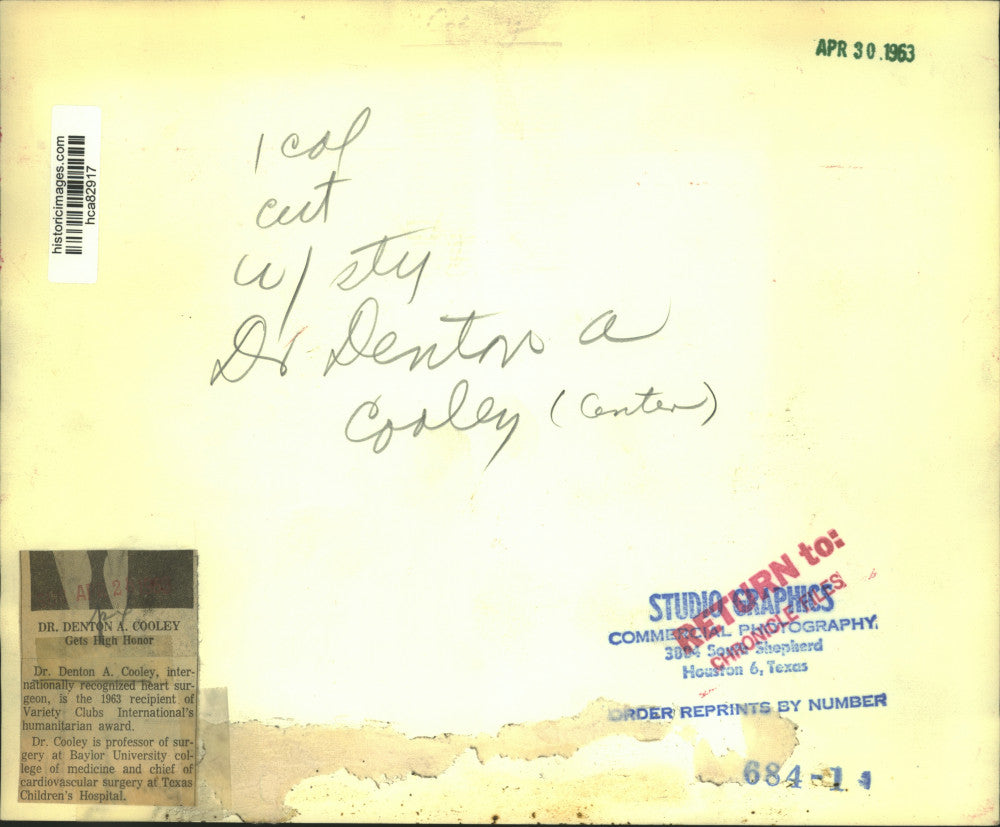 APR 30 1963
historicimages.com
hca82917
1 col
cut
w/ sty
Dr Denton A
Cooley (center)
DR. DENTON A. COOLEY
Gets High Honor
Dr. Denton A. Cooley, inter-
nationally recognized heart sur-
geon, is the 1963 recipient of
Variety Clubs International's
humanitarian award.
Dr. Cooley is professor of sur-
gery at Baylor University col-
lege of medicine and chief of
cardiovascular surgery at Texas
Children's Hospital.
RETURN to:
CHRONICLE FILES
STUDIO GRAPHICS
COMMERCIAL PHOTOGRAPHY
South Shepherd
Houston 6, Texas
ORDER REPRINTS BY NUMBER
684-1